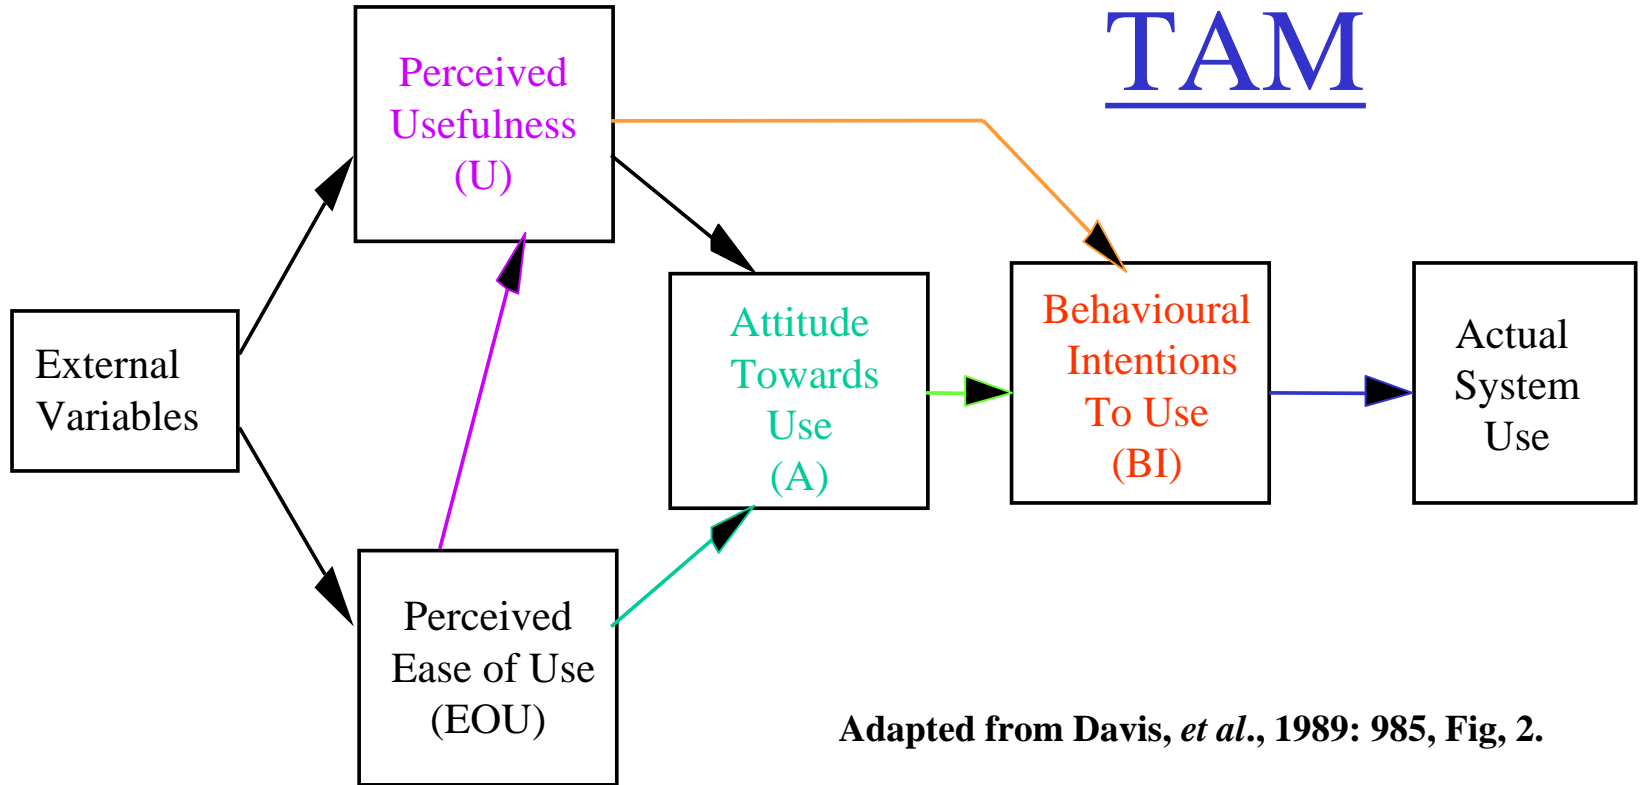 TAM
Perceived
Usefulness
(U)
External
Variables
Attitude
Towards
Use
(A)
Behavioural
Intentions
To Use
(BI)
Actual
System
Use
Perceived
Ease of Use
(EOU)
Adapted from Davis, et al., 1989: 985, Fig, 2.